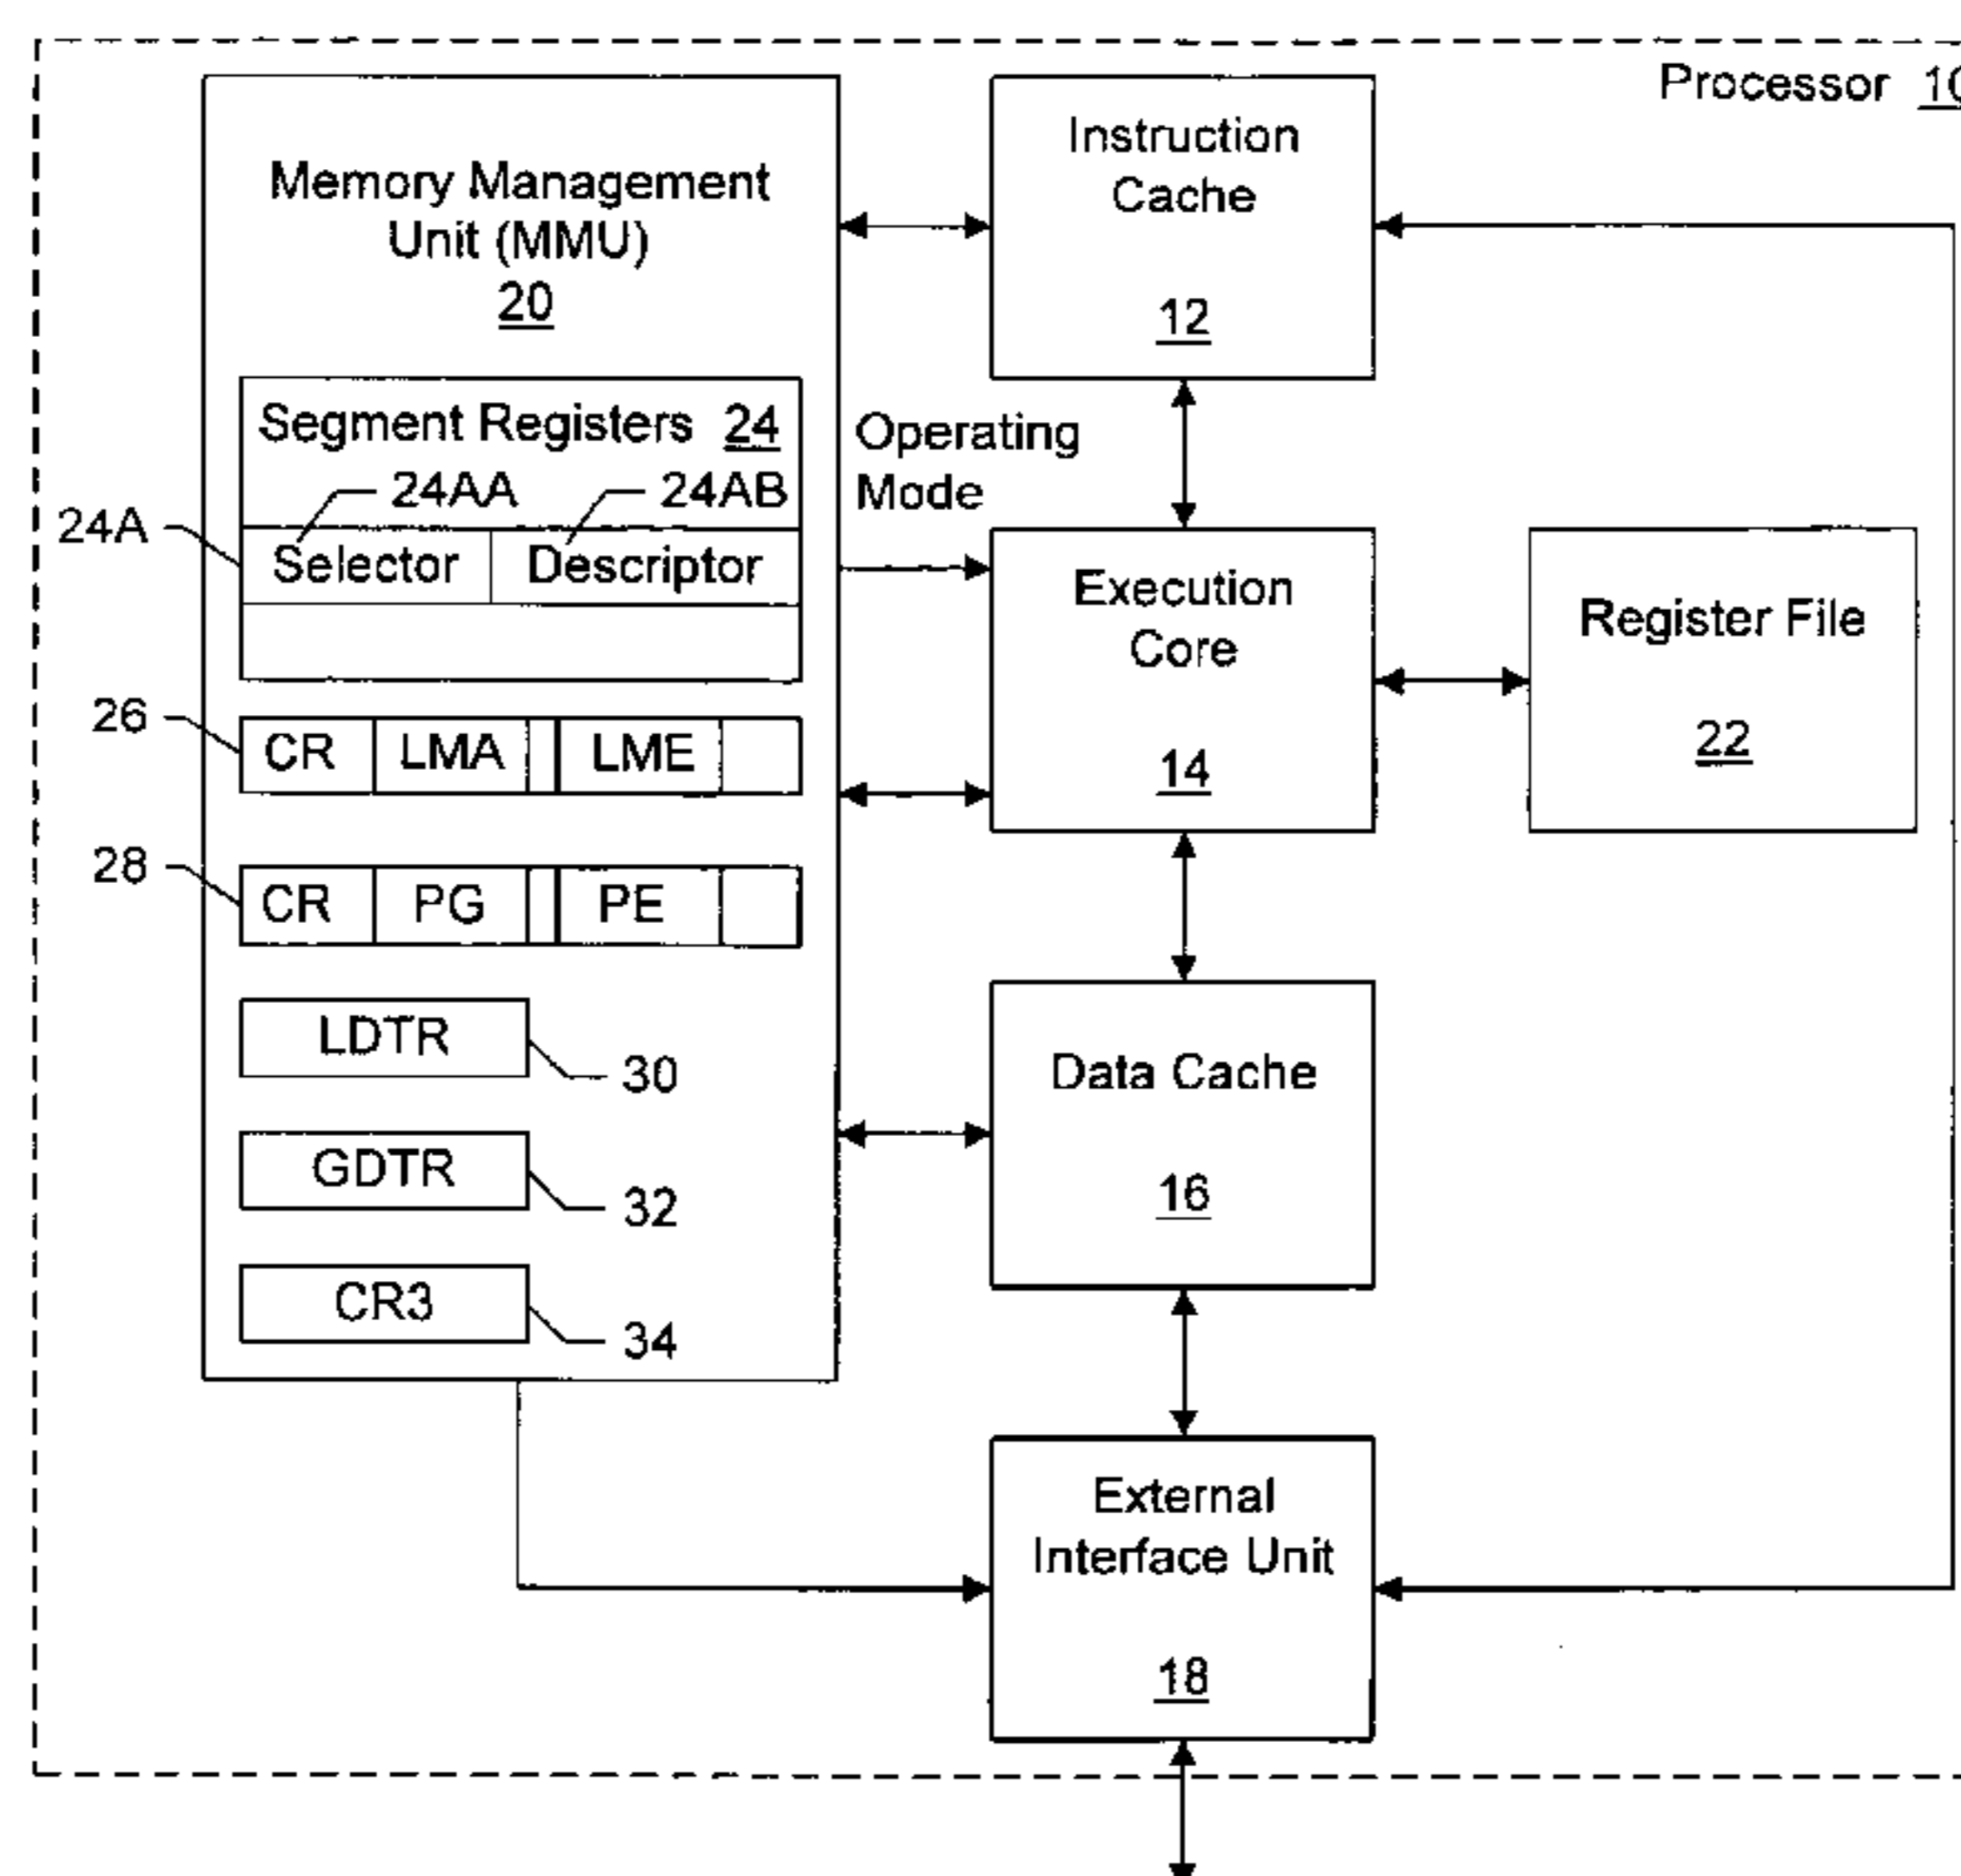 Processor 10
Memory Management
Unit (MMU)
20
Instruction
Cache
12
Segment Registers 24
24AA
24AB
24A
Selector
Descriptor
Operating
Mode
Execution
Core
14
Register File
22
26
CR
LMA
LME
28
CR
PG
PE
LDTR
30
GDTR
32
CR3
34
Data Cache
16
External
Interface Unit
18